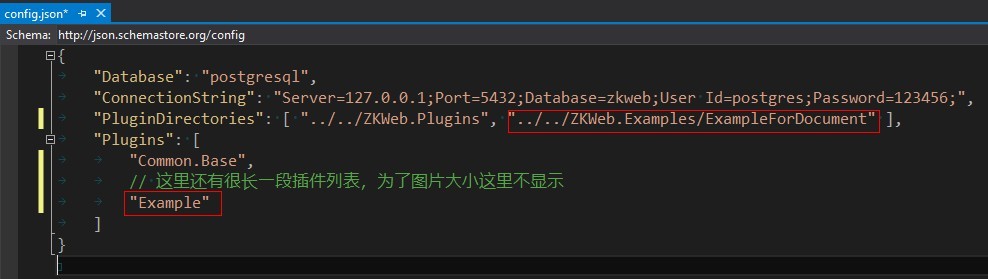 config.json*
Schema: http://json.schemastore.org/config
{
"Database": "postgresql",
"ConnectionString": "Server=127.0.0.1;Port=5432;Database=zkweb;User Id=postgres;Password=123456;",
"PluginDirectories": [ "../../ZKWeb.Plugins", "../../ZKWeb.Examples/ExampleForDocument" ],
"Plugins": [
"Common.Base",
// 这里还有很长一段插件列表，为了图片大小这里不显示
"Example"
]
}